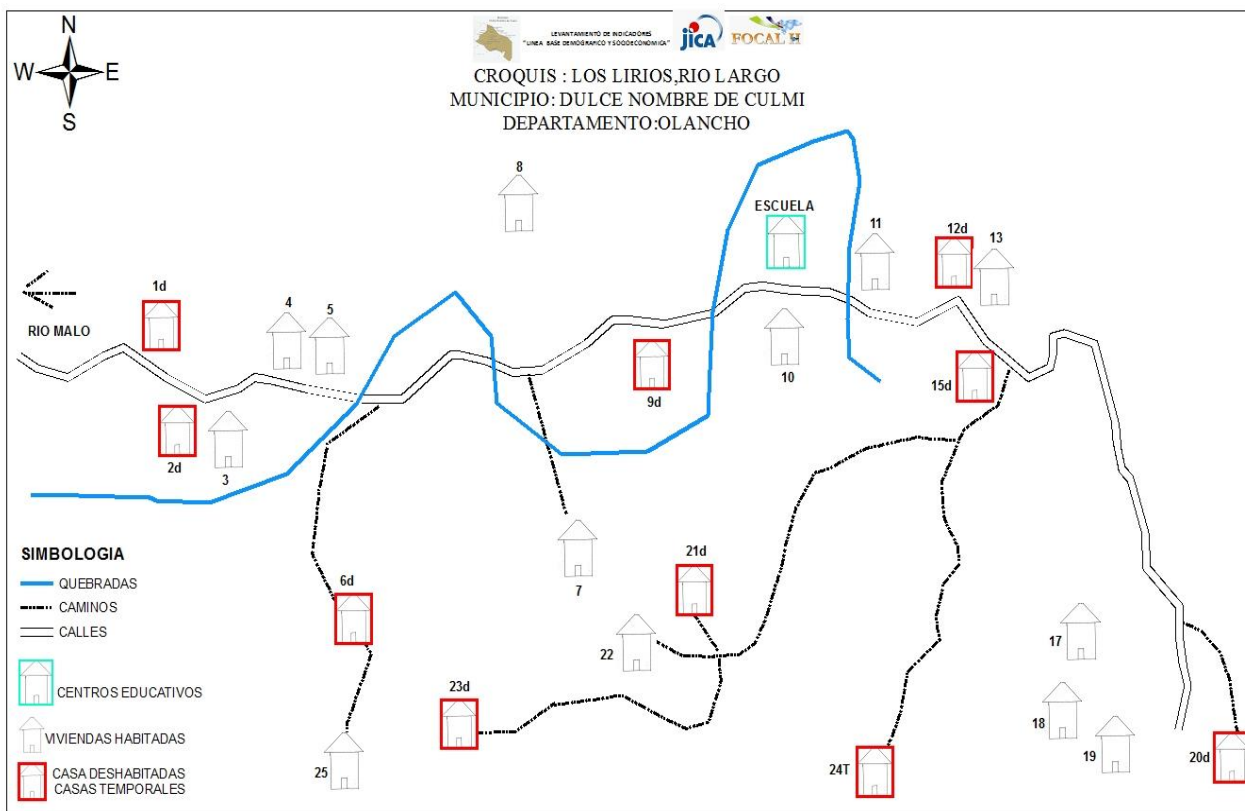 N
W E
S
LEVANTAMIENTO DE INDICADORES
"LINEA BASE DEMOGRAFICO Y SOCIOECONOMICA"
jICA
FOCAL II
CROQUIS : LOS LIRIOS,RIO LARGO
MUNICIPIO: DULCE NOMBRE DE CULMI
DEPARTAMENTO:OLANCHO
8
ESCUELA
11
12d
13
1d
4
5
RIO MALO
10
9d
15d
2d
3
7
21d
6d
22
17
23d
18
25
24T
19
20d
SIMBOLOGIA
QUEBRADAS
CAMINOS
CALLES
CENTROS EDUCATIVOS
VIVIENDAS HABITADAS
CASA DESHABITADAS
CASAS TEMPORALES